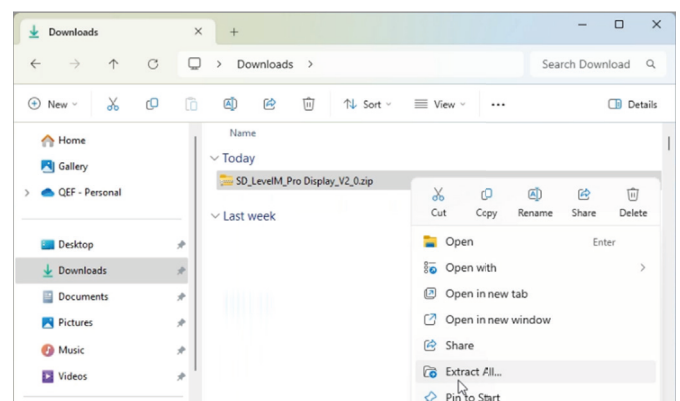 Downloads
Downloads
Search Download
New
Sort
View
Details
Home
Gallery
QEF - Personal
Desktop
Downloads
Documents
Pictures
Music
Videos
Name
Today
SD_LevelM_Pro Display_V2_0.zip
Last week
Cut Copy Rename Share Delete
Open Enter
Open with
Open in new tab
Open in new window
Share
Extract All...
Pin to Start